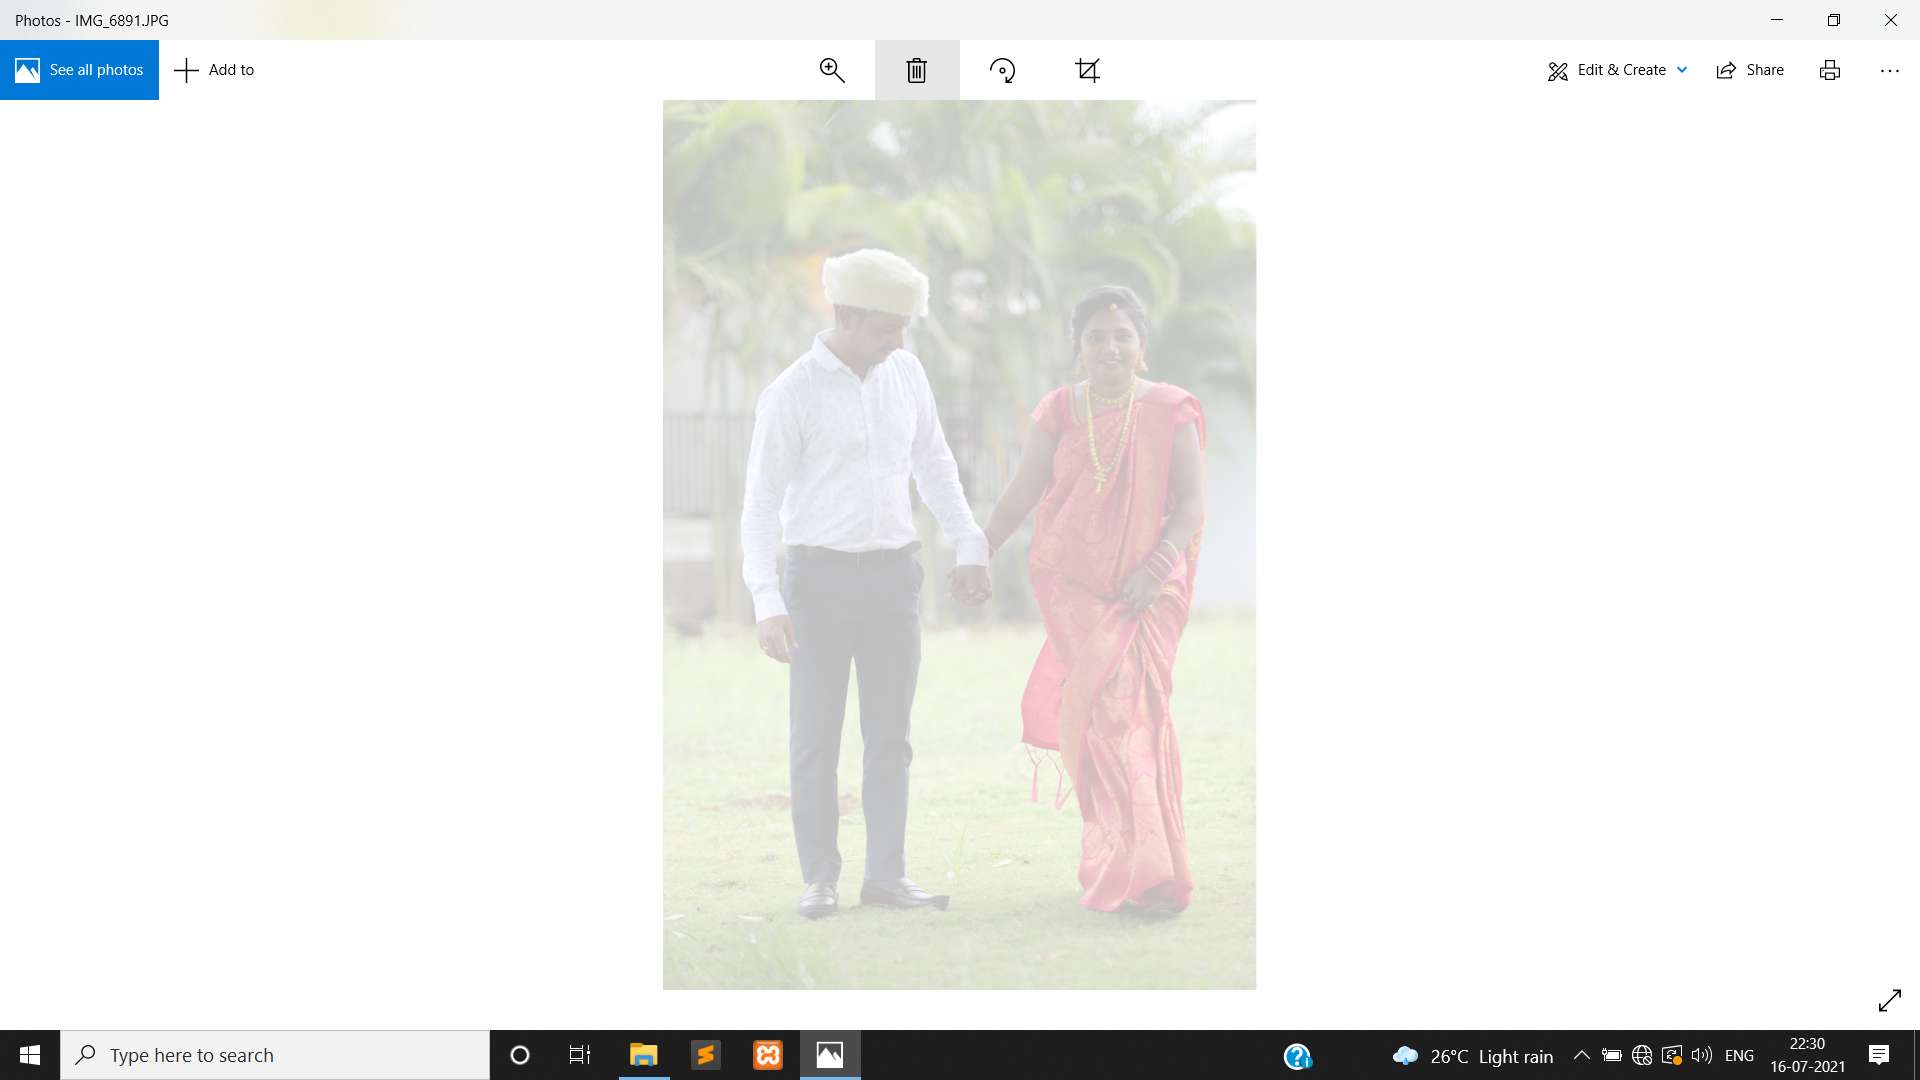 Photos - IMG_6891.JPG
See all photos
Add to
Edit & Create
Share
Type here to search
26°C Light rain
ENG
22:30
16-07-2021